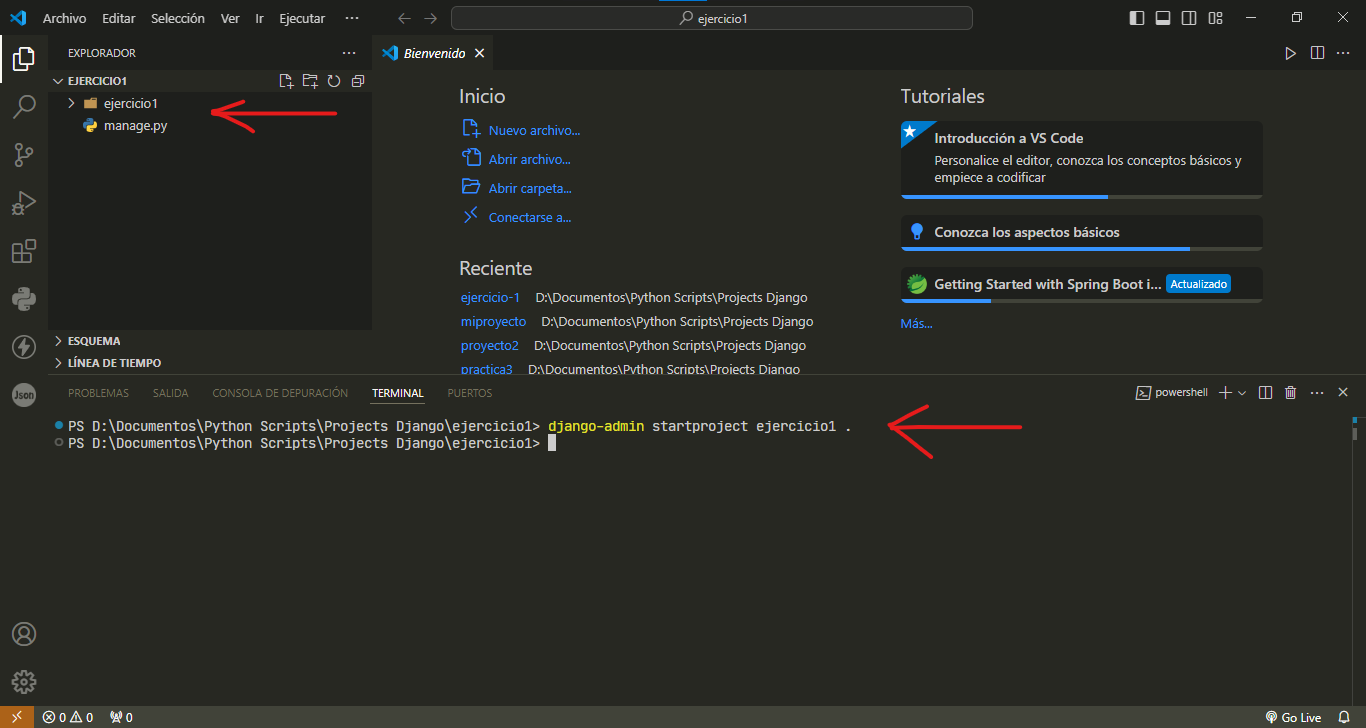 Archivo Editar Selección Ver Ir Ejecutar ··· ejercicio1
EXPLORADOR ···
EJERCICIO1
ejercicio1
manage.py
ESQUEMA
LÍNEA DE TIEMPO
Bienvenido
Inicio
Nuevo archivo...
Abrir archivo...
Abrir carpeta...
Conectarse a...
Reciente
ejercicio-1 D:\Documentos\Python Scripts\Projects Django
miproyecto D:\Documentos\Python Scripts\Projects Django
proyecto2 D:\Documentos\Python Scripts\Projects Django
practica3 D:\Documentos\Python Scripts\Projects Django
Tutoriales
Introducción a VS Code
Personalice el editor, conozca los conceptos básicos y
empiece a codificar
Conozca los aspectos básicos
Getting Started with Spring Boot i... Actualizado
Más...
PROBLEMAS SALIDA CONSOLA DE DEPURACIÓN TERMINAL PUERTOS powershell
PS D:\Documentos\Python Scripts\Projects Django\ejercicio1> django-admin startproject ejercicio1 .
PS D:\Documentos\Python Scripts\Projects Django\ejercicio1>
Json
0 0 0 Go Live